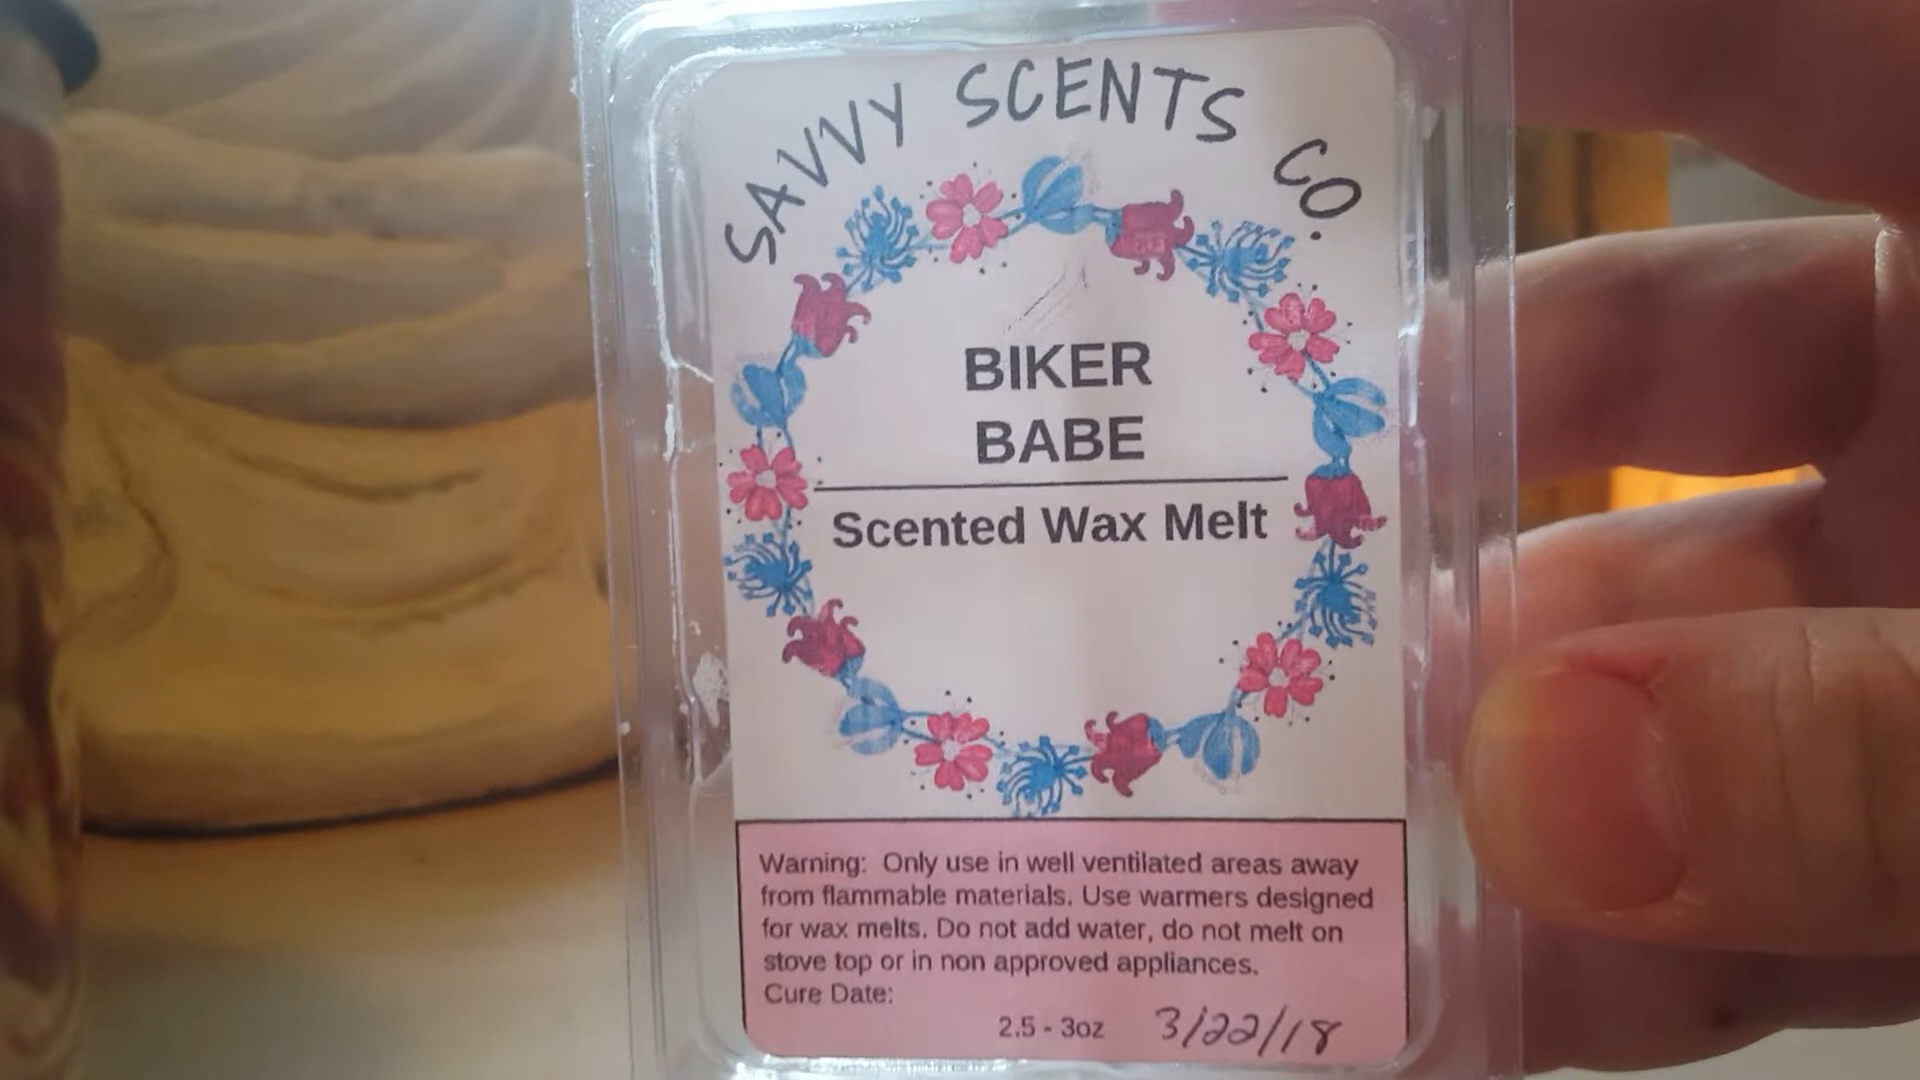 SAVVY SCENTS CO.
BIKER
BABE
Scented Wax Melt
Warning: Only use in well ventilated areas away
from flammable materials. Use warmers designed
for wax melts. Do not add water, do not melt on
stove top or in non approved appliances.
Cure Date:
2.5 - 3oz 3/22/18